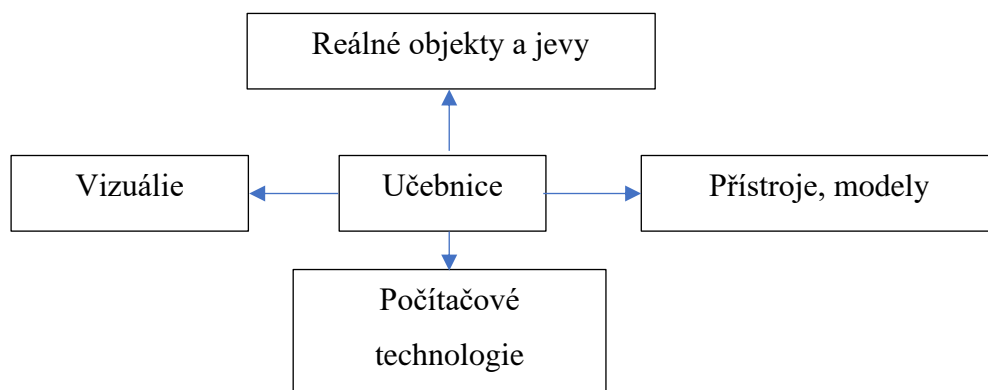 Reálné objekty a jevy
Vizuálie
Učebnice
Přístroje, modely
Počítačové
technologie